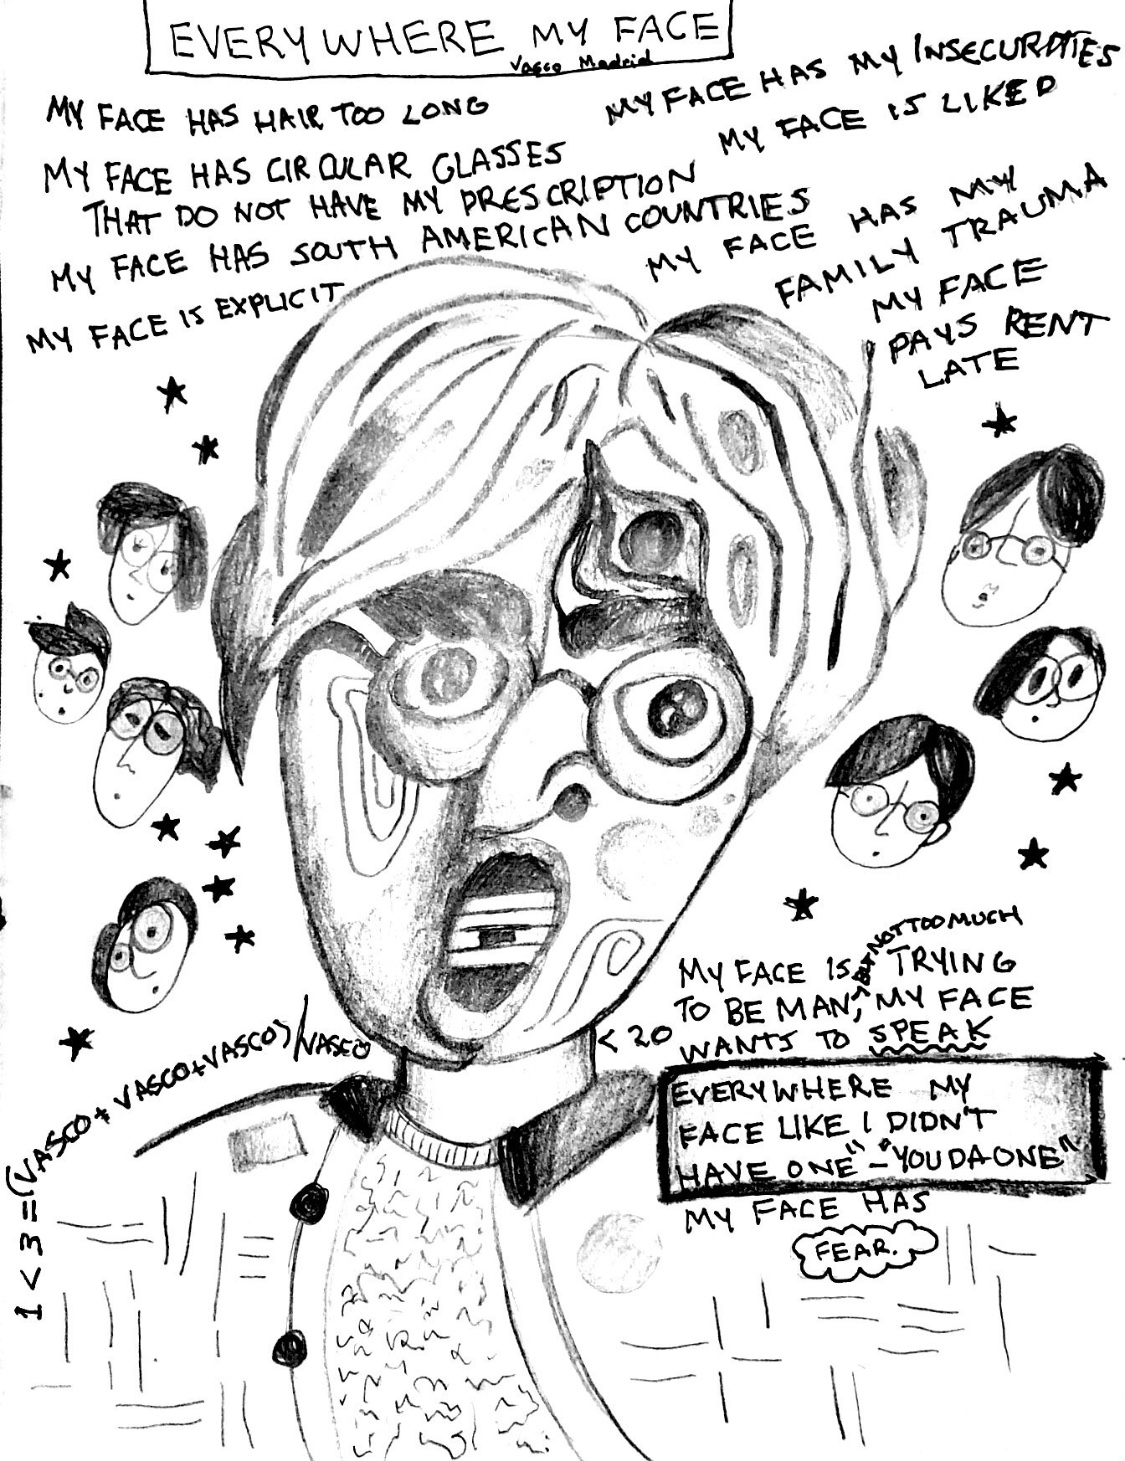 EVERYWHERE MY FACE
Vasco Madrid
MY FACE HAS HAIR TOO LONG
MY FACE HAS CIRCULAR GLASSES
THAT DO NOT HAVE MY PRESCRIPTION
MY FACE HAS SOUTH AMERICAN COUNTRIES
MY FACE IS EXPLICIT
MY FACE HAS MY INSECURITIES
MY FACE IS LIKED
MY FACE HAS MY
FAMILY TRAUMA
MY FACE
PAYS RENT
LATE
MY FACE IS BUT NOT TOO MUCH TRYING
TO BE MAN, MY FACE
WANTS TO SPEAK
< 20
1 < 3 = (VASCO + VASCO + VASCO) / VASCO
EVERYWHERE MY
FACE LIKE I DIDN'T
HAVE ONE" - "YOU DA ONE"
MY FACE HAS
FEAR.